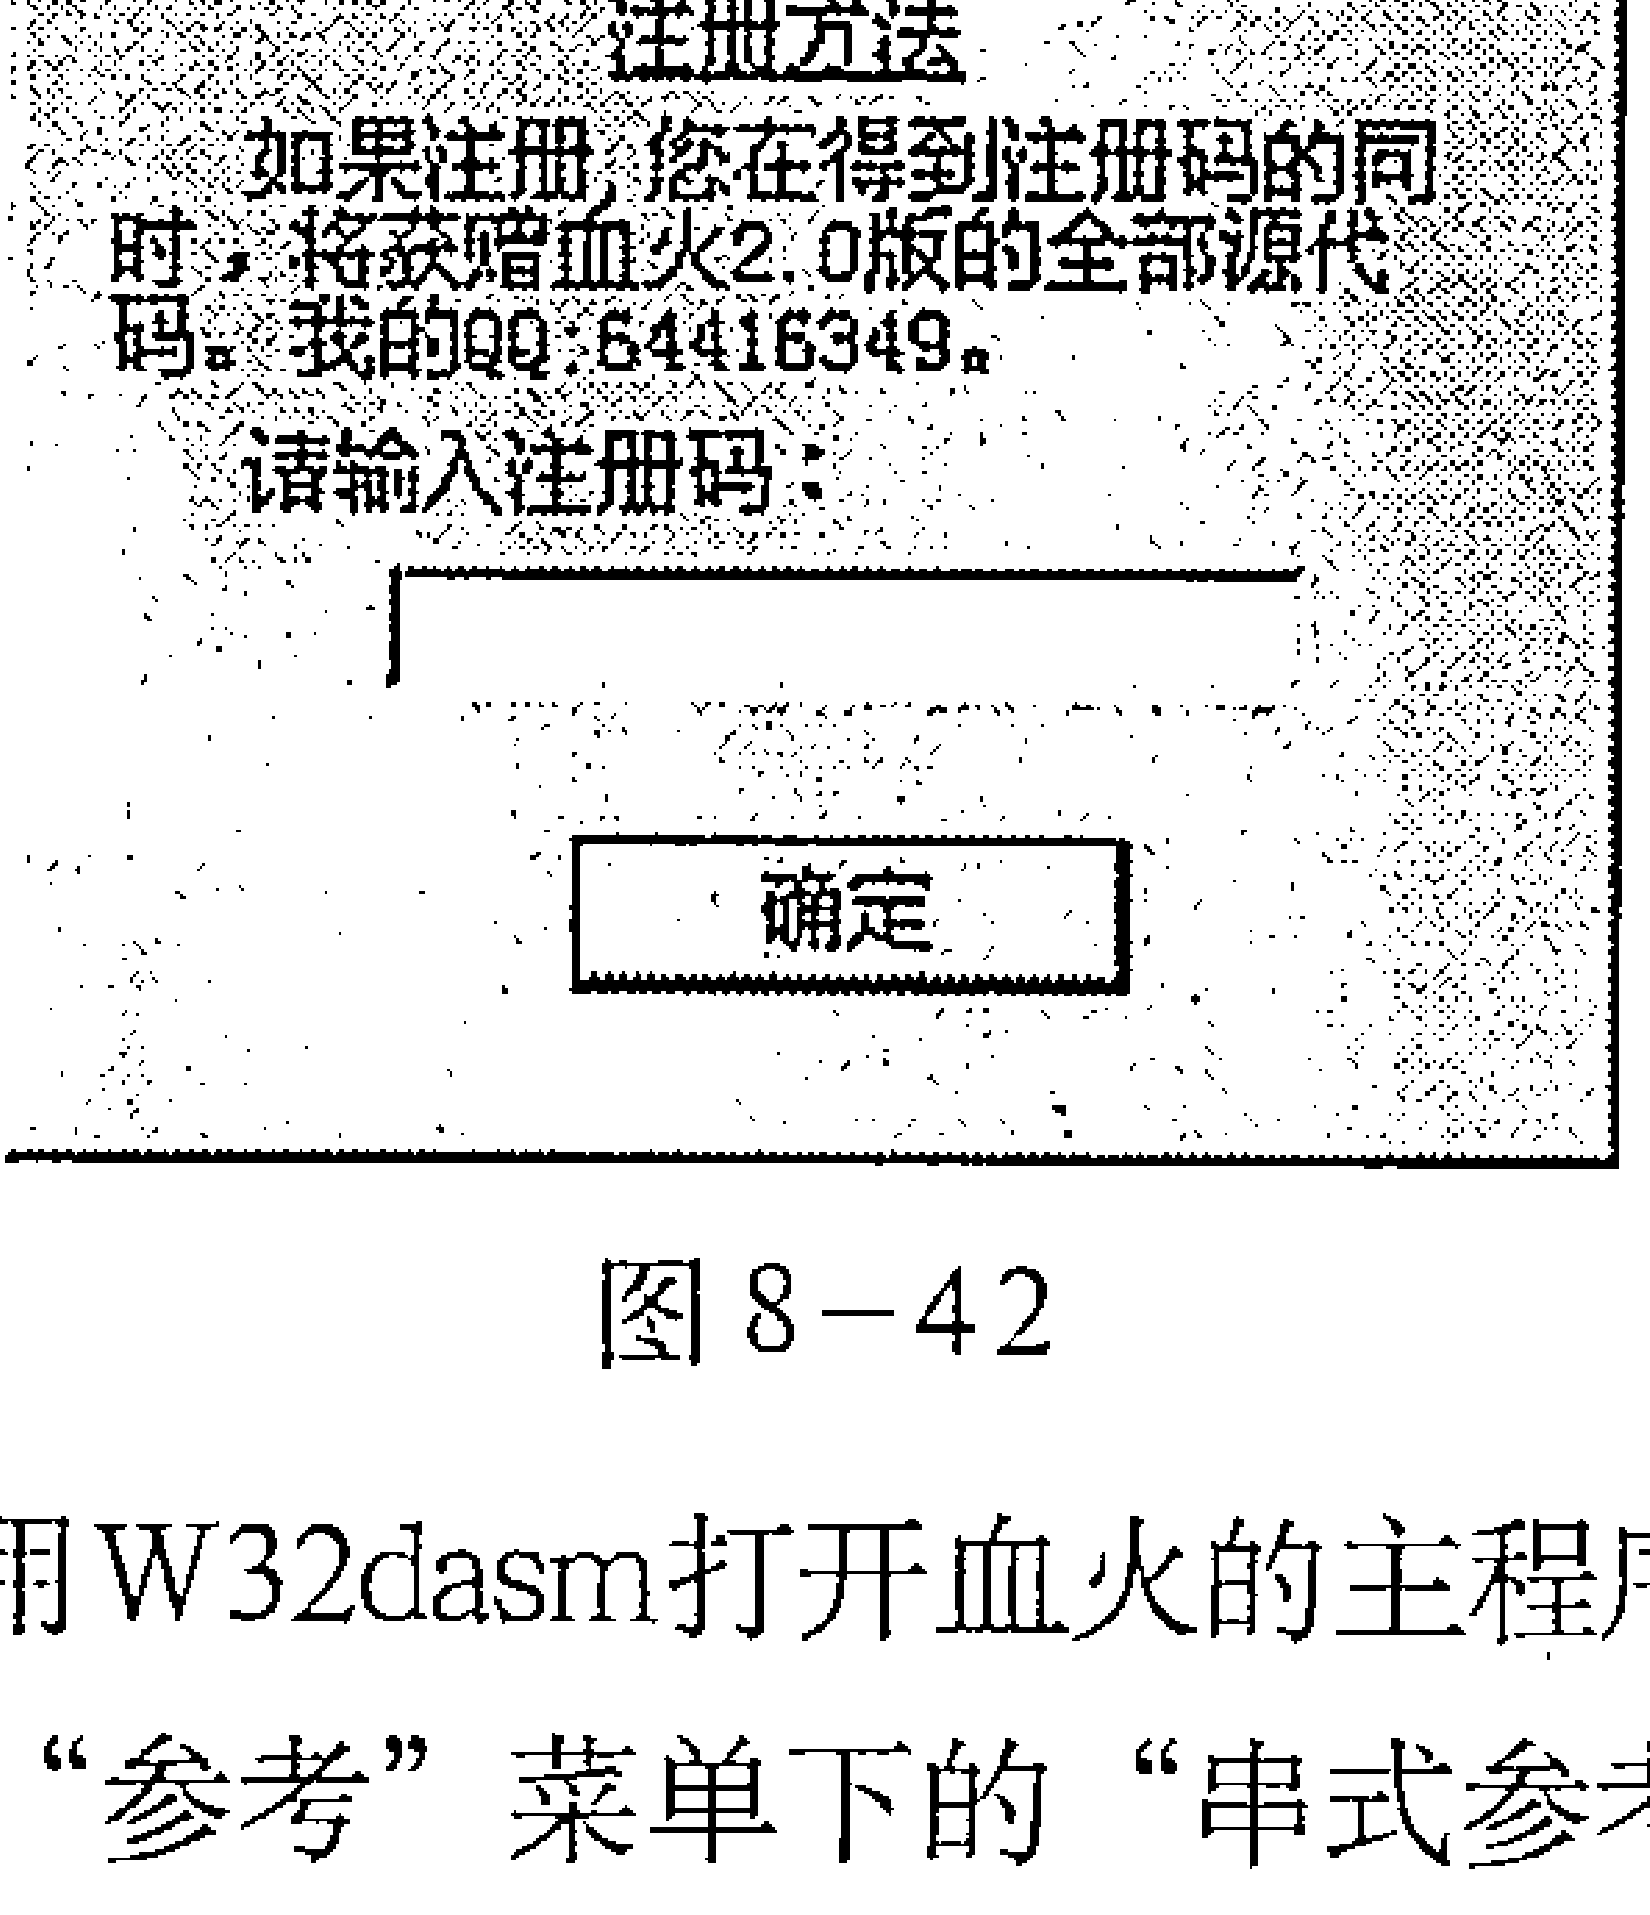 注册方法
如果注册,您在得到注册码的同
时，将获赠血火2.0版的全部源代
码。我的QQ:64416349。
请输入注册码：
确定
图 8－42
用W32dasm打开血火的主程序
“参考”菜单下的“串式参考